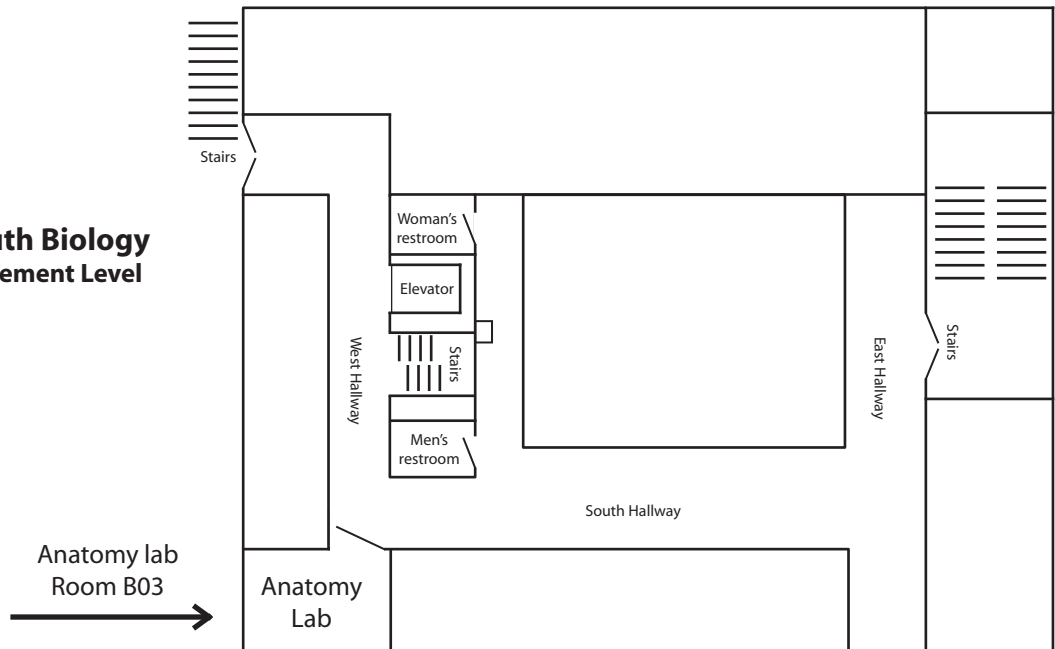 Stairs
Woman's
restroom
uth Biology
ement Level
Elevator
West Hallway
Stairs
East Hallway
Stairs
Men's
restroom
South Hallway
Anatomy lab
Room B03
Anatomy
Lab